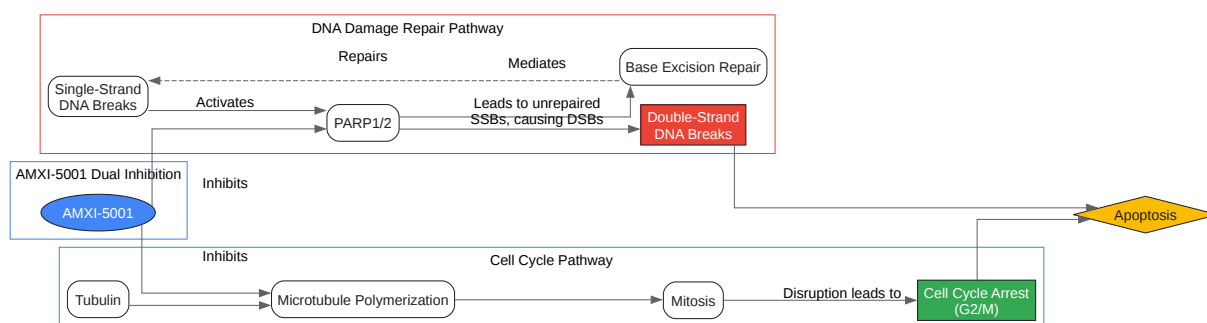 DNA Damage Repair Pathway
Repairs
Mediates
Base Excision Repair
Single-Strand
DNA Breaks
Activates
PARP1/2
Leads to unrepaired
SSBs, causing DSBs
Double-Strand
DNA Breaks
AMXI-5001 Dual Inhibition
Inhibits
AMXI-5001
Apoptosis
Inhibits
Cell Cycle Pathway
Tubulin
Microtubule Polymerization
Mitosis
Disruption leads to
Cell Cycle Arrest
(G2/M)